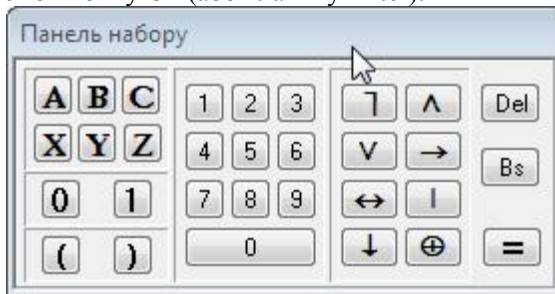 Панель набору
A B C 1 2 3 ˥ ∧ Del
X Y Z 4 5 6 ∨ → Bs
0 1 7 8 9 ↔ |
( ) 0 ↓ ⊕ =